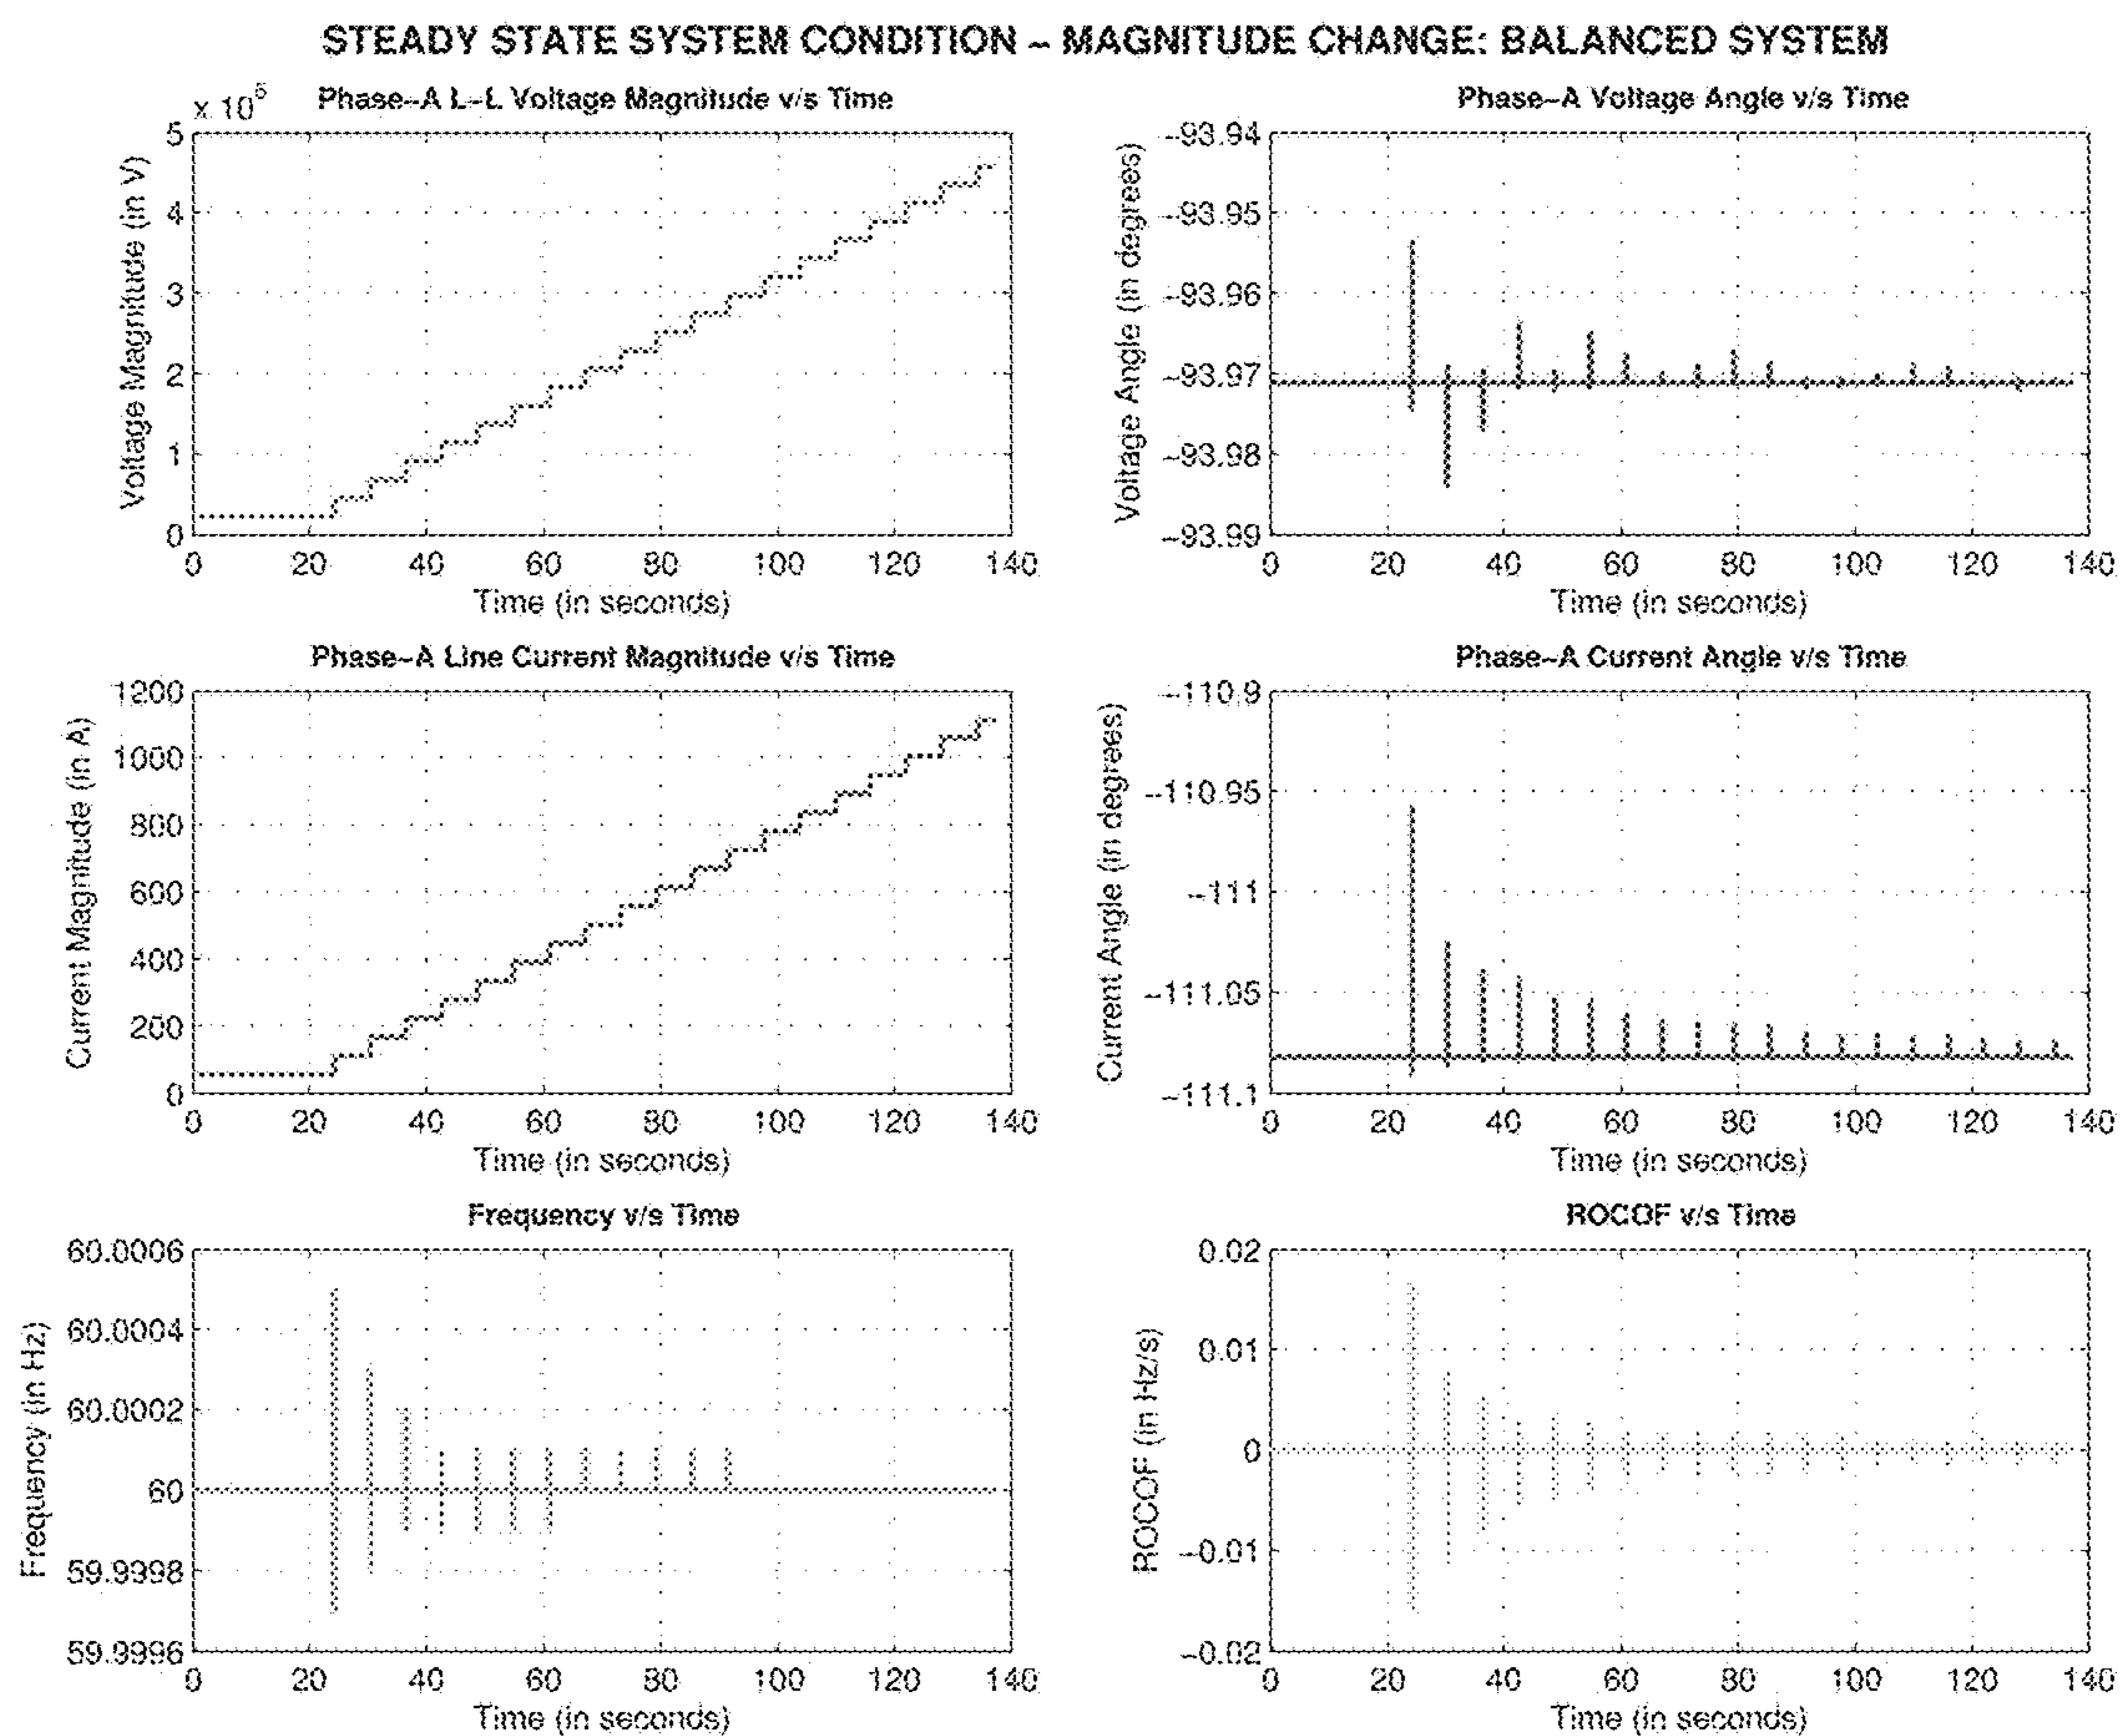 STEADY STATE SYSTEM CONDITION – MAGNITUDE CHANGE: BALANCED SYSTEM
x 10^5 Phase–A L–L Voltage Magnitude v/s Time
5
4
3
2
1
0
Voltage Magnitude (in V)
0 20 40 60 80 100 120 140
Time (in seconds)
Phase–A Voltage Angle v/s Time
–93.94
–93.95
–93.96
–93.97
–93.98
–93.99
Voltage Angle (in degrees)
0 20 40 60 80 100 120 140
Time (in seconds)
Phase–A Line Current Magnitude v/s Time
1200
1000
800
600
400
200
0
Current Magnitude (in A)
0 20 40 60 80 100 120 140
Time (in seconds)
Phase–A Current Angle v/s Time
–110.9
–110.95
–111
–111.05
–111.1
Current Angle (in degrees)
0 20 40 60 80 100 120 140
Time (in seconds)
Frequency v/s Time
60.0006
60.0004
60.0002
60
59.9998
59.9996
Frequency (in Hz)
0 20 40 60 80 100 120 140
Time (in seconds)
ROCOF v/s Time
0.02
0.01
0
–0.01
–0.02
ROCOF (in Hz/s)
0 20 40 60 80 100 120 140
Time (in seconds)